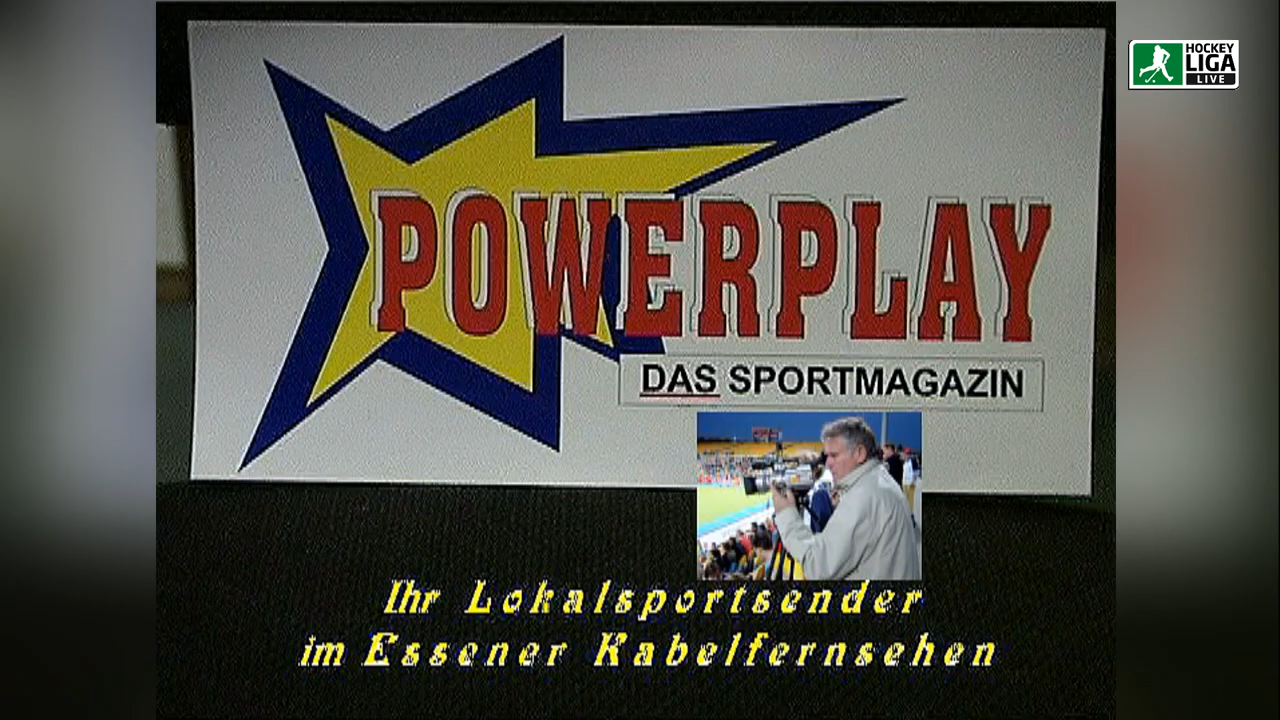 HOCKEY
LIGA
LIVE
POWERPLAY
DAS SPORTMAGAZIN
Ihr Lokalsportsender
im Essener Kabelfernsehen